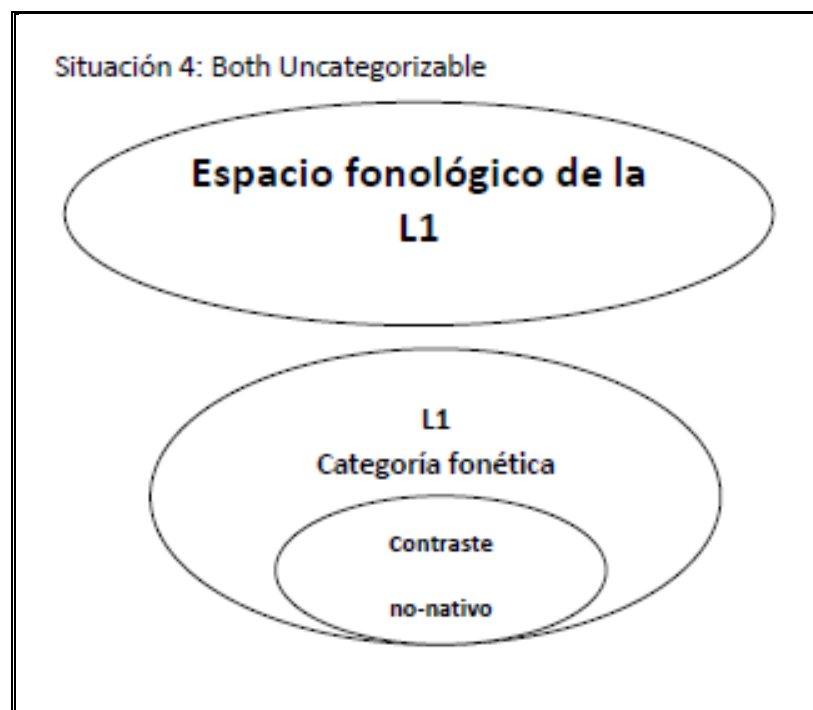 Situación 4: Both Uncategorizable
Espacio fonológico de la
L1
L1
Categoría fonética
Contraste
no-nativo